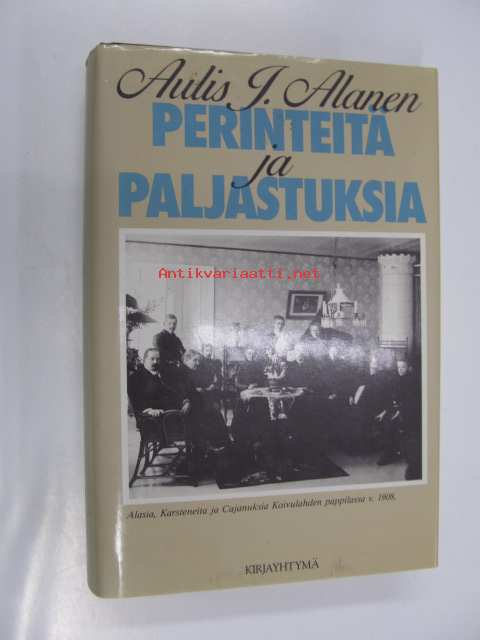 Aulis J. Alanen
PERINTEITÄ
ja
PALJASTUKSIA
Antikvariaatti.net
Alasia, Karsteneita ja Cajanuksia Koivulahden pappilassa v. 1908.
KIRJAYHTYMÄ